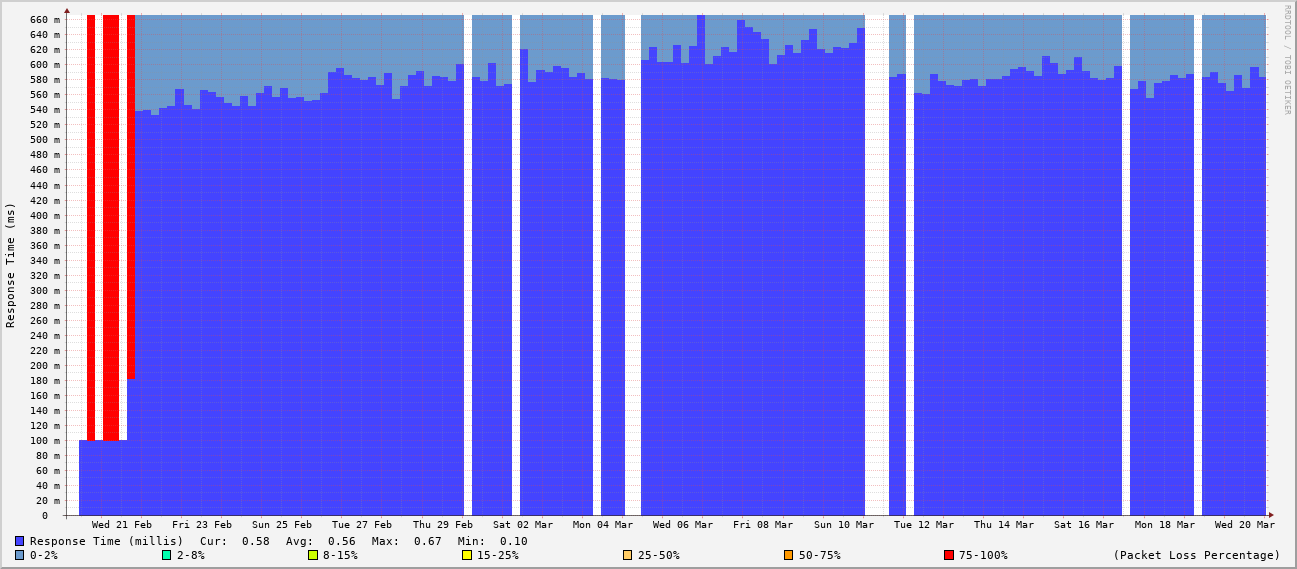 660 m
640 m
620 m
600 m
580 m
560 m
540 m
520 m
500 m
480 m
460 m
440 m
420 m
400 m
380 m
360 m
340 m
320 m
300 m
280 m
260 m
240 m
220 m
200 m
180 m
160 m
140 m
120 m
100 m
80 m
60 m
40 m
20 m
0
Response Time (ms)
RRDTOOL / TOBI OETIKER
Wed 21 Feb Fri 23 Feb Sun 25 Feb Tue 27 Feb Thu 29 Feb Sat 02 Mar Mon 04 Mar Wed 06 Mar Fri 08 Mar Sun 10 Mar Tue 12 Mar Thu 14 Mar Sat 16 Mar Mon 18 Mar Wed 20 Mar
Response Time (millis) Cur: 0.58 Avg: 0.56 Max: 0.67 Min: 0.10
0-2% 2-8% 8-15% 15-25% 25-50% 50-75% 75-100% (Packet Loss Percentage)